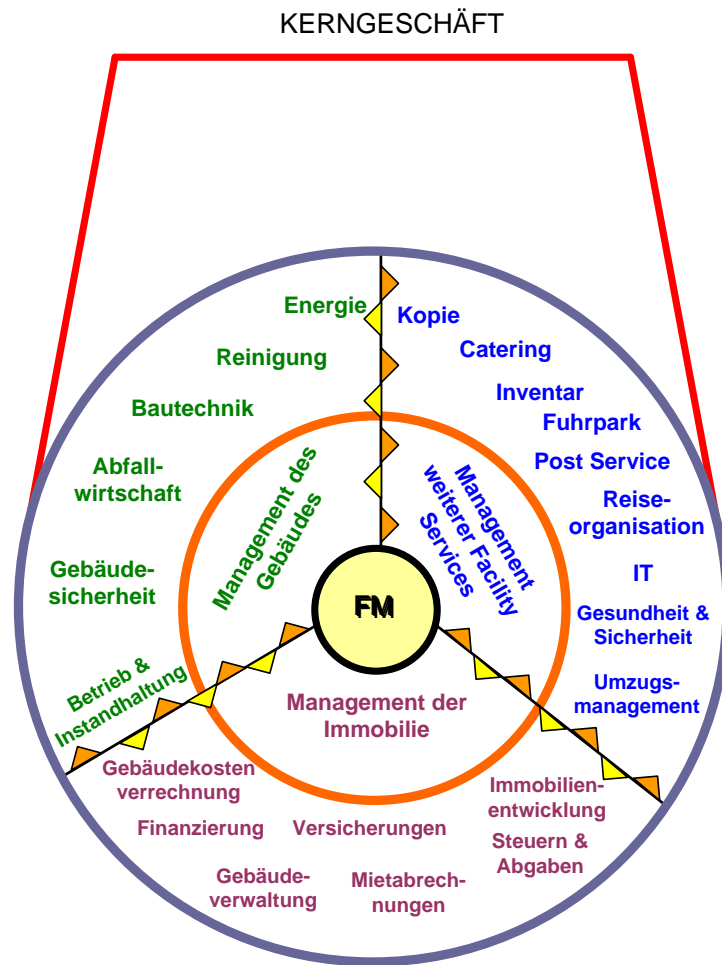 KERNGESCHÄFT
Energie
Reinigung
Bautechnik
Abfall-
wirtschaft
Gebäude-
sicherheit
Betrieb &
Instandhaltung
Management des
Gebäudes
Kopie
Catering
Inventar
Fuhrpark
Post Service
Reise-
organisation
IT
Gesundheit &
Sicherheit
Umzugs-
management
Management
weiterer Facility
Services
FM
Management der
Immobilie
Gebäudekosten
verrechnung
Finanzierung
Versicherungen
Immobilien-
entwicklung
Steuern &
Abgaben
Gebäude-
verwaltung
Mietabrech-
nungen